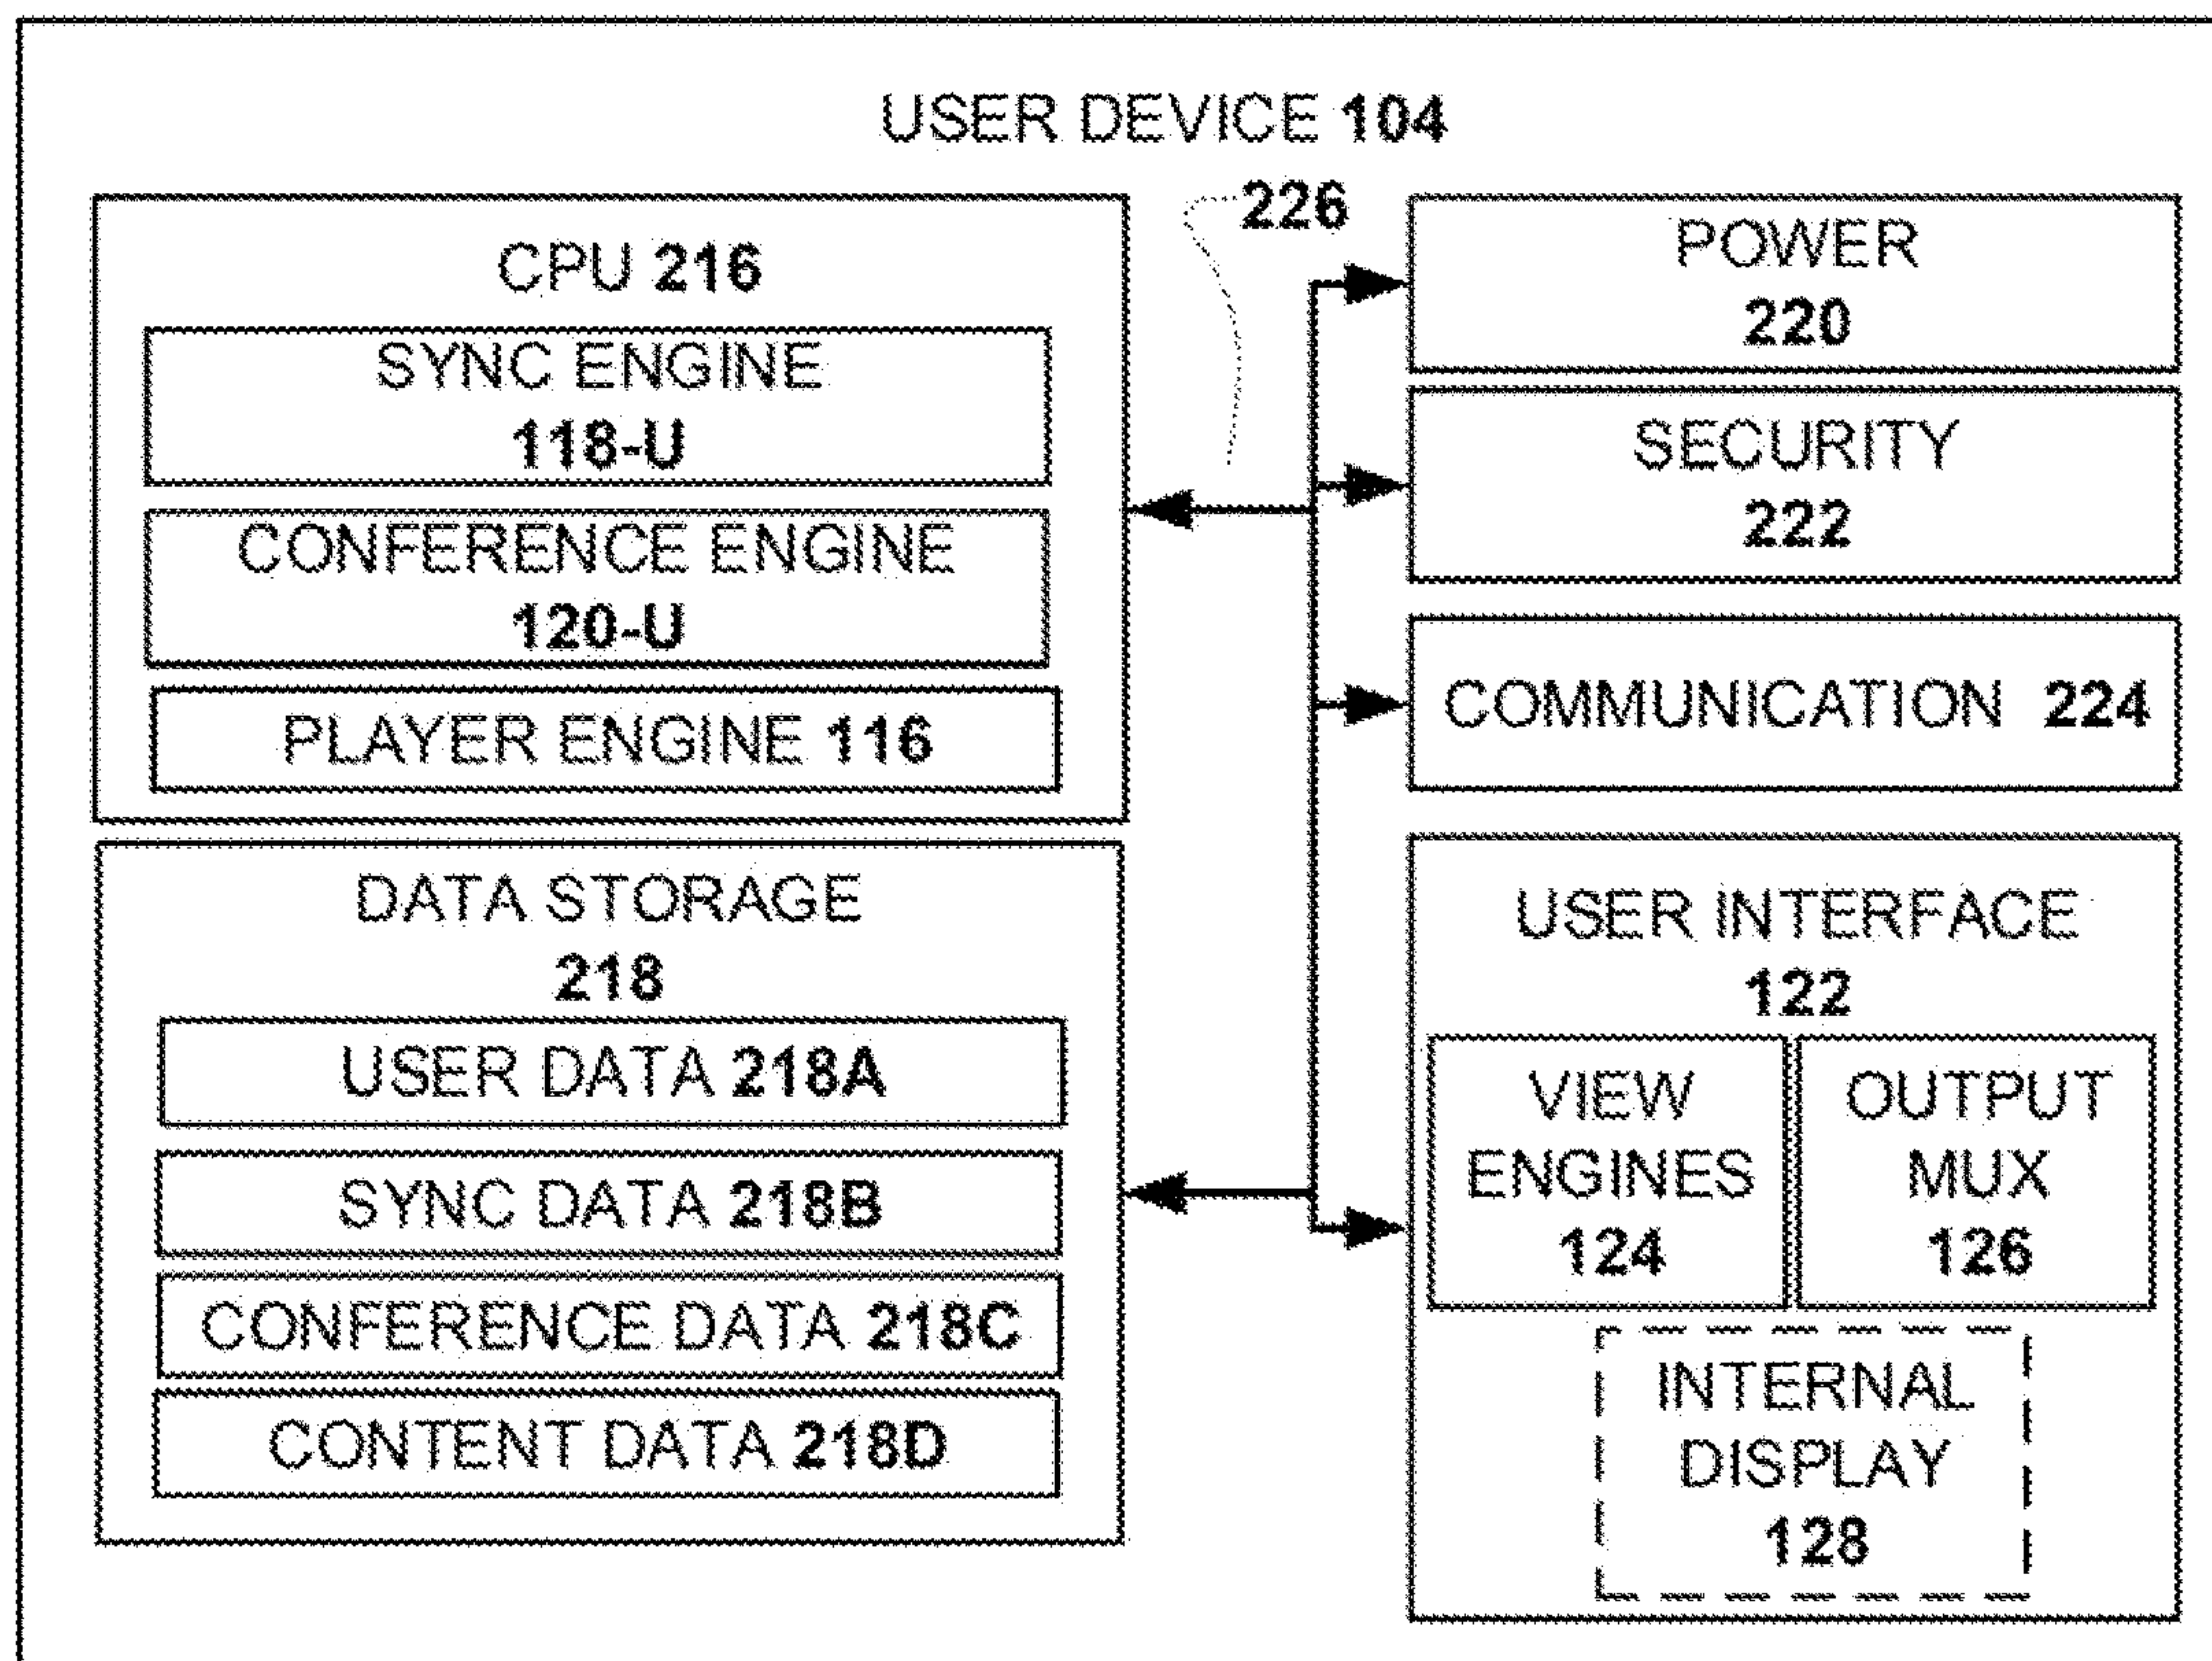 USER DEVICE 104
226
CPU 216
SYNC ENGINE
118-U
CONFERENCE ENGINE
120-U
PLAYER ENGINE 116
DATA STORAGE
218
USER DATA 218A
SYNC DATA 218B
CONFERENCE DATA 218C
CONTENT DATA 218D
POWER
220
SECURITY
222
COMMUNICATION 224
USER INTERFACE
122
VIEW
ENGINES
124
OUTPUT
MUX
126
INTERNAL
DISPLAY
128